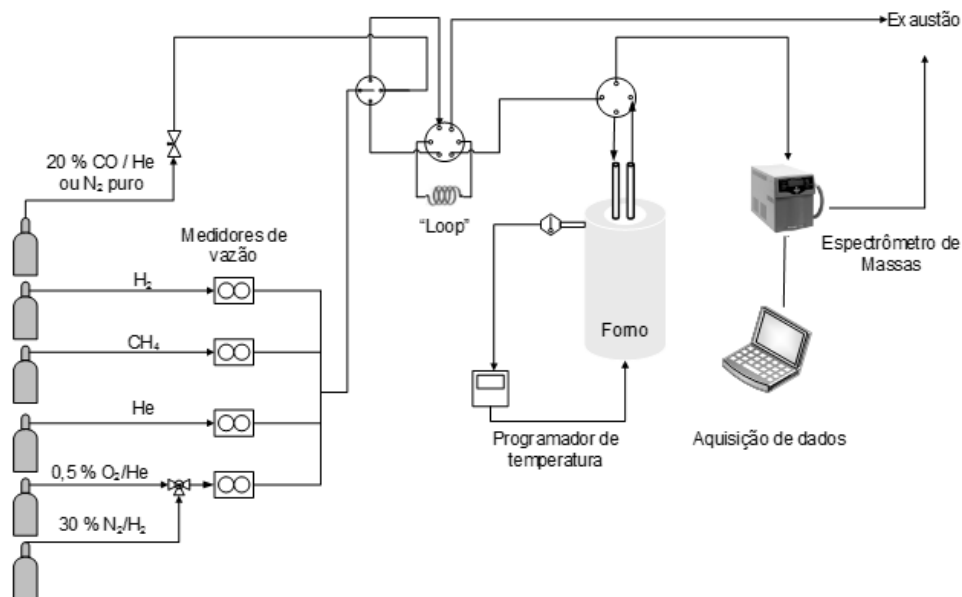 Exaustão
20 % CO / He
ou N₂ puro
"Loop"
Medidores de
vazão
Espectrômetro de
Massas
H₂
CH₄
Forno
He
Programador de
temperatura
Aquisição de dados
0,5 % O₂/He
30 % N₂/H₂